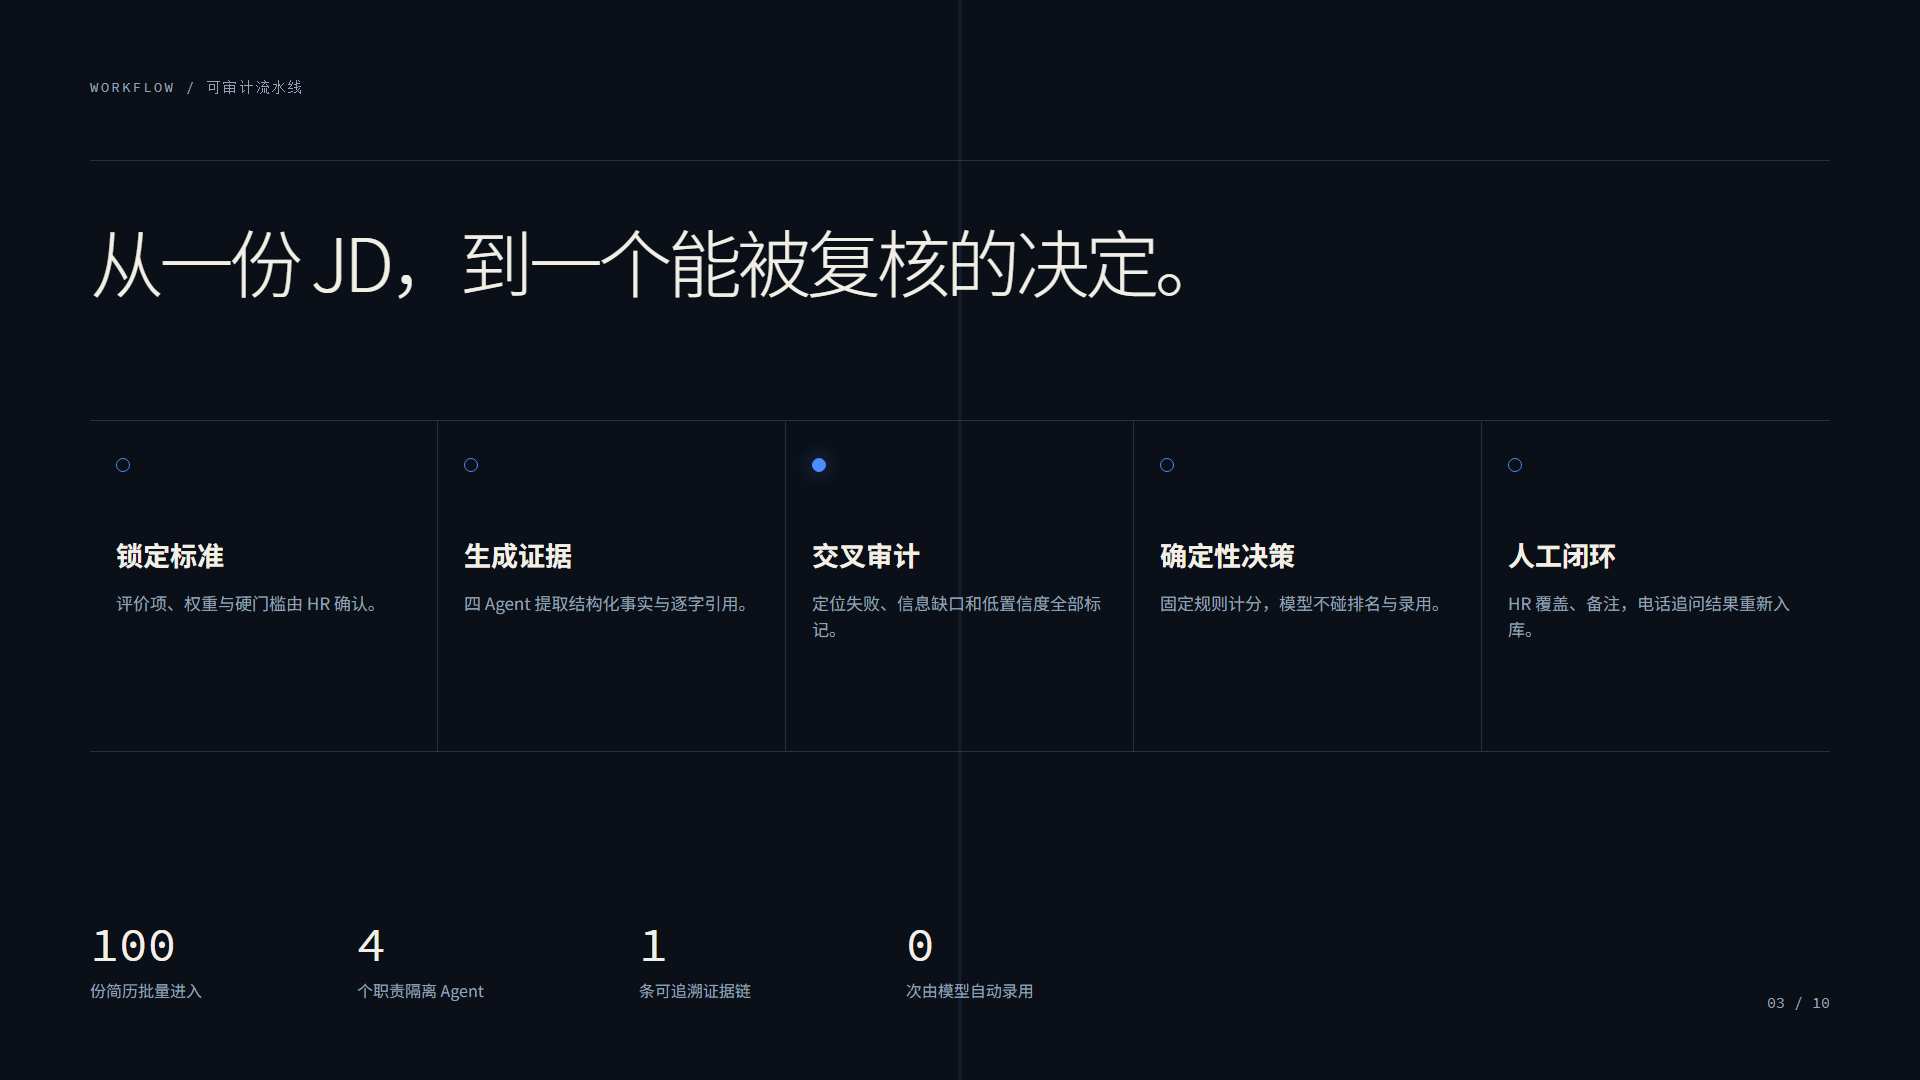 WORKFLOW / 可审计流水线
从一份 JD，到一个能被复核的决定。
锁定标准
评价项、权重与硬门槛由 HR 确认。
生成证据
四 Agent 提取结构化事实与逐字引用。
交叉审计
定位失败、信息缺口和低置信度全部标
记。
确定性决策
固定规则计分，模型不碰排名与录用。
人工闭环
HR 覆盖、备注，电话追问结果重新入
库。
100
份简历批量进入
4
个职责隔离 Agent
1
条可追溯证据链
0
次由模型自动录用
03 / 10